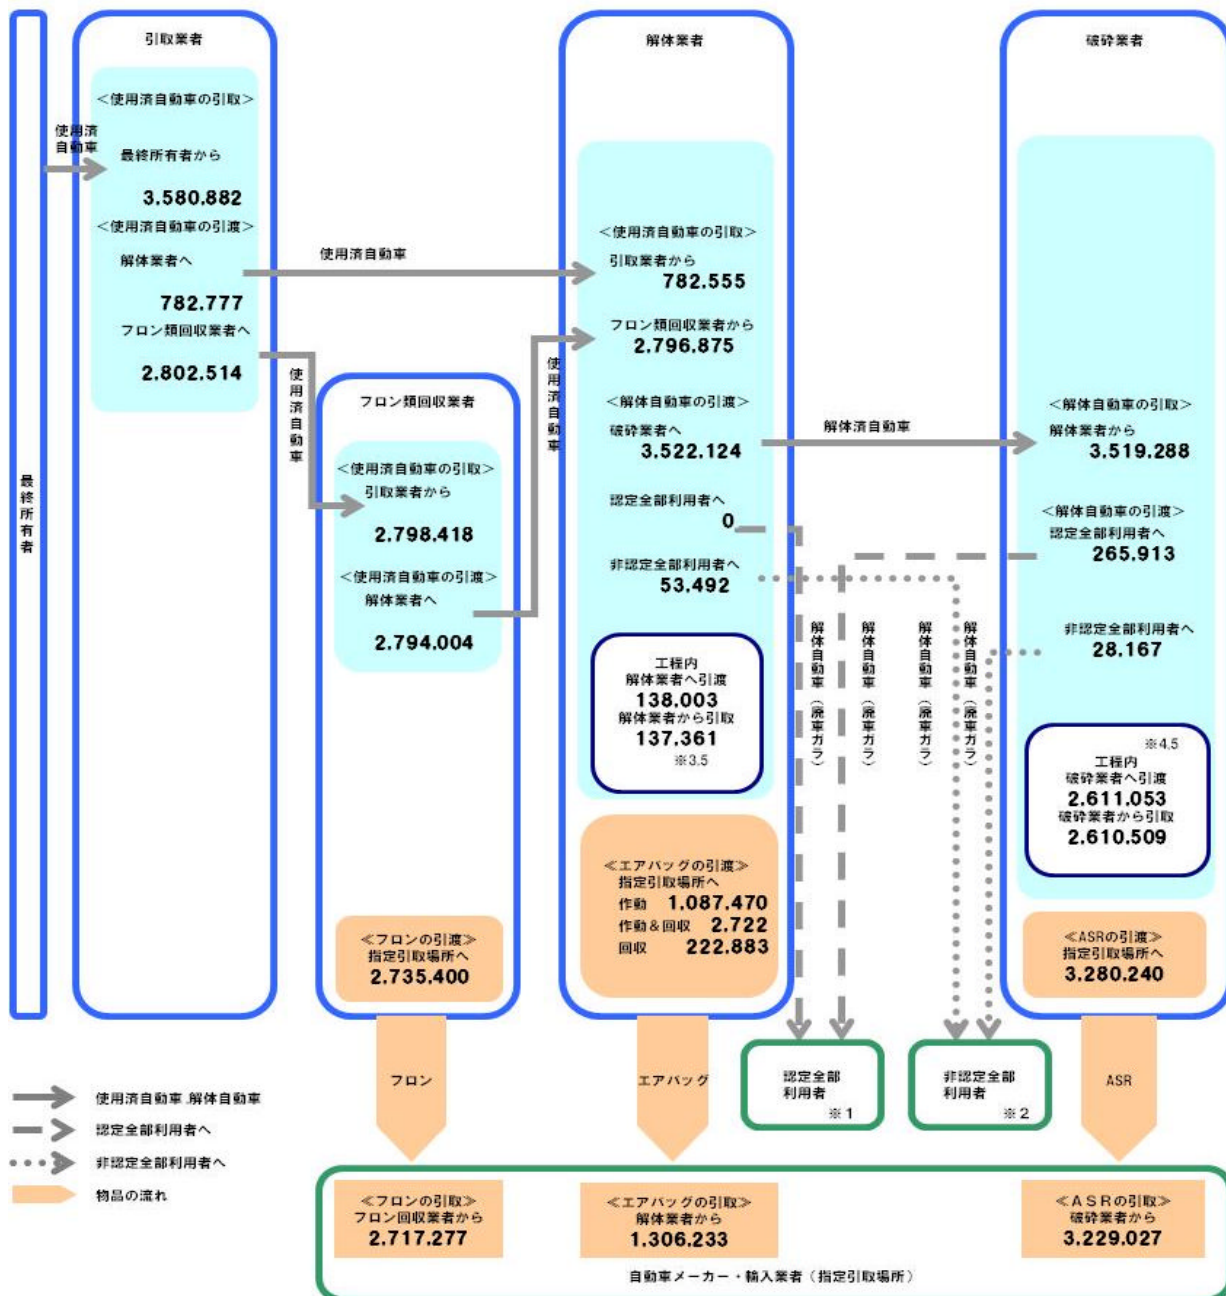 最終所有者
使用済
自動車
引取業者
＜使用済自動車の引取＞
最終所有者から
3.580.882
＜使用済自動車の引渡＞
解体業者へ
782.777
フロン類回収業者へ
2.802.514
使用済自動車
使用済自動車
フロン類回収業者
＜使用済自動車の引取＞
引取業者から
2.798.418
＜使用済自動車の引渡＞
解体業者へ
2.794.004
≪フロンの引渡≫
指定引取場所へ
2.735.400
使用済自動車
解体業者
＜使用済自動車の引取＞
引取業者から
782.555
フロン類回収業者から
2.796.875
＜解体自動車の引渡＞
破砕業者へ
3.522.124
認定全部利用者へ
0
非認定全部利用者へ
53.492
工程内
解体業者へ引渡
138.003
解体業者から引取
137.361
※3.5
≪エアバッグの引渡≫
指定引取場所へ
作動 1.087.470
作動＆回収 2.722
回収 222.883
解体済自動車
解体自動車（廃車ガラ）
解体自動車（廃車ガラ）
解体自動車（廃車ガラ）
解体自動車（廃車ガラ）
破砕業者
＜解体自動車の引取＞
解体業者から
3.519.288
＜解体自動車の引渡＞
認定全部利用者へ
265.913
非認定全部利用者へ
28.167
※4.5
工程内
破砕業者へ引渡
2.611.053
破砕業者から引取
2.610.509
≪ASRの引渡≫
指定引取場所へ
3.280.240
フロン
エアバッグ
認定全部
利用者
※1
非認定全部
利用者
※2
ASR
使用済自動車.解体自動車
認定全部利用者へ
非認定全部利用者へ
物品の流れ
≪フロンの引取≫
フロン回収業者から
2.717.277
≪エアバッグの引取≫
解体業者から
1.306.233
≪ＡＳＲの引取≫
破砕業者から
3.229.027
自動車メーカー・輸入業者（指定引取場所）